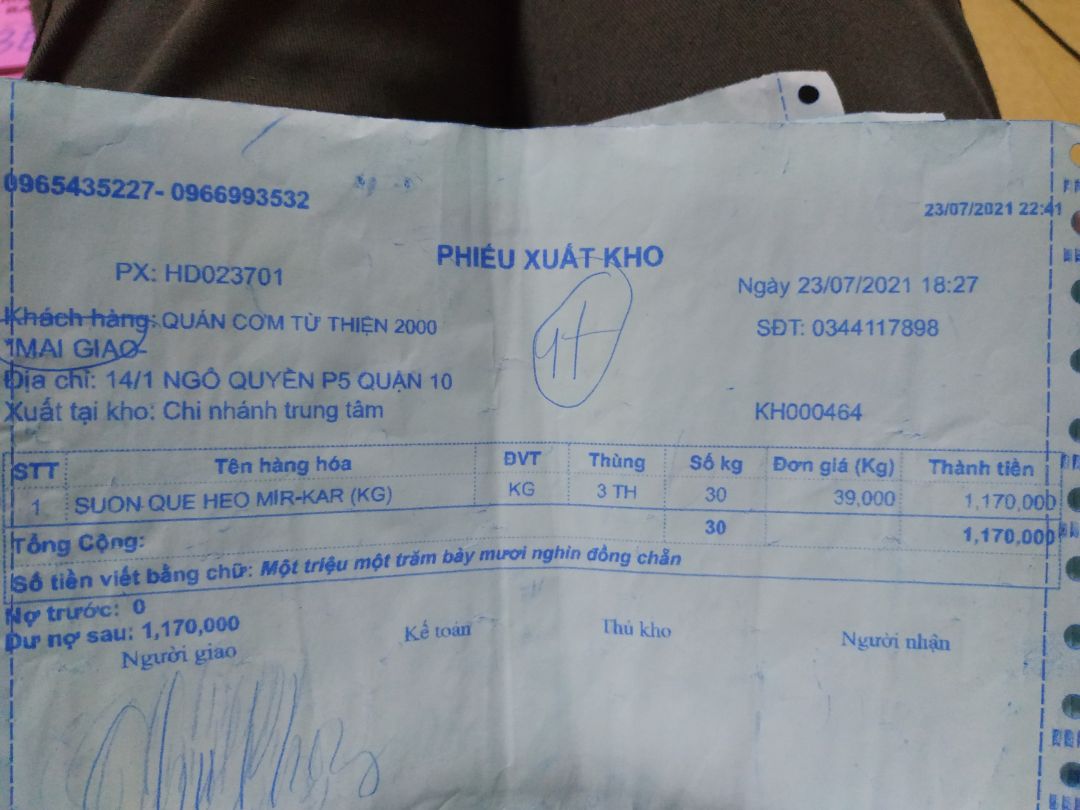 0965435227- 0966993532
23/07/2021 22:41
PHIẾU XUẤT KHO
PX: HD023701
Ngày 23/07/2021 18:27
Khách hàng: QUÁN CƠM TỪ THIỆN 2000
SĐT: 0344117898
*MAI GIAO-
Địa chỉ: 14/1 NGÔ QUYỀN P5 QUẬN 10
Xuất tại kho: Chi nhánh trung tâm
KH000464
STT Tên hàng hóa ĐVT Thùng Số kg Đơn giá (Kg) Thành tiền
1 SUON QUE HEO MIR-KAR (KG) KG 3 TH 30 39,000 1,170,000
Tổng Cộng: 30 1,170,000
Số tiền viết bằng chữ: Một triệu một trăm bảy mươi nghìn đồng chẵn
Nợ trước: 0
Dư nợ sau: 1,170,000
Người giao Kế toán Thủ kho Người nhận